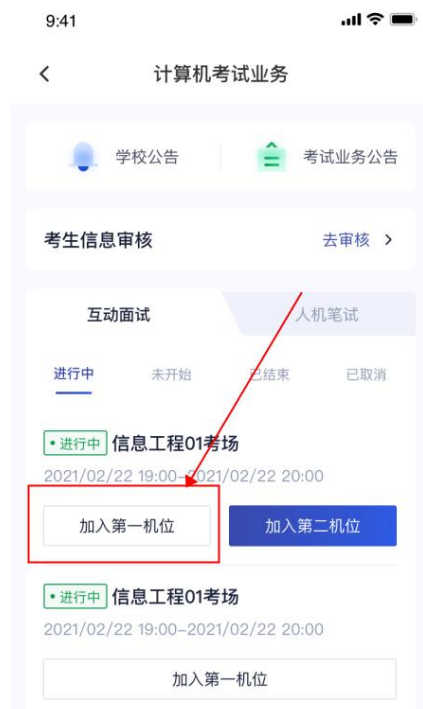 9:41
计算机考试业务
学校公告 考试业务公告
考生信息审核 去审核
互动面试 人机笔试
进行中 未开始 已结束 已取消
进行中 信息工程01考场
2021/02/22 19:00-2021/02/22 20:00
加入第一机位 加入第二机位
进行中 信息工程01考场
2021/02/22 19:00-2021/02/22 20:00
加入第一机位